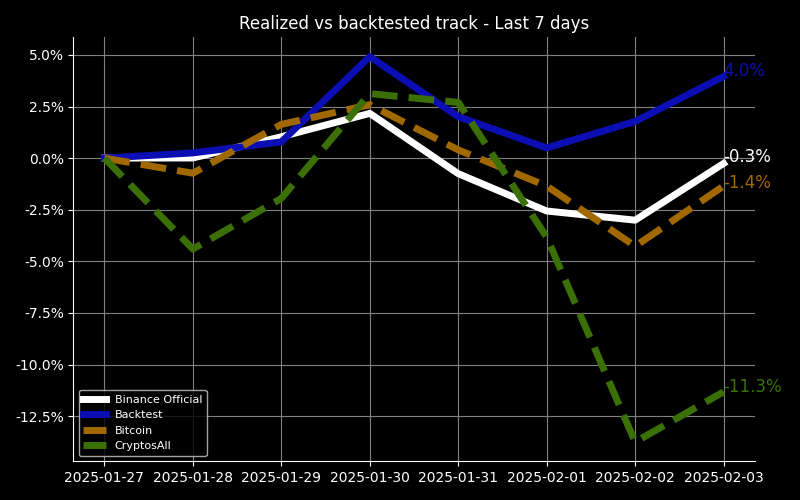 Realized vs backtested track - Last 7 days
5.0%
2.5%
0.0%
-2.5%
-5.0%
-7.5%
-10.0%
-12.5%
4.0%
-0.3%
-1.4%
-11.3%
Binance Official
Backtest
Bitcoin
CryptosAll
2025-01-27 2025-01-28 2025-01-29 2025-01-30 2025-01-31 2025-02-01 2025-02-02 2025-02-03